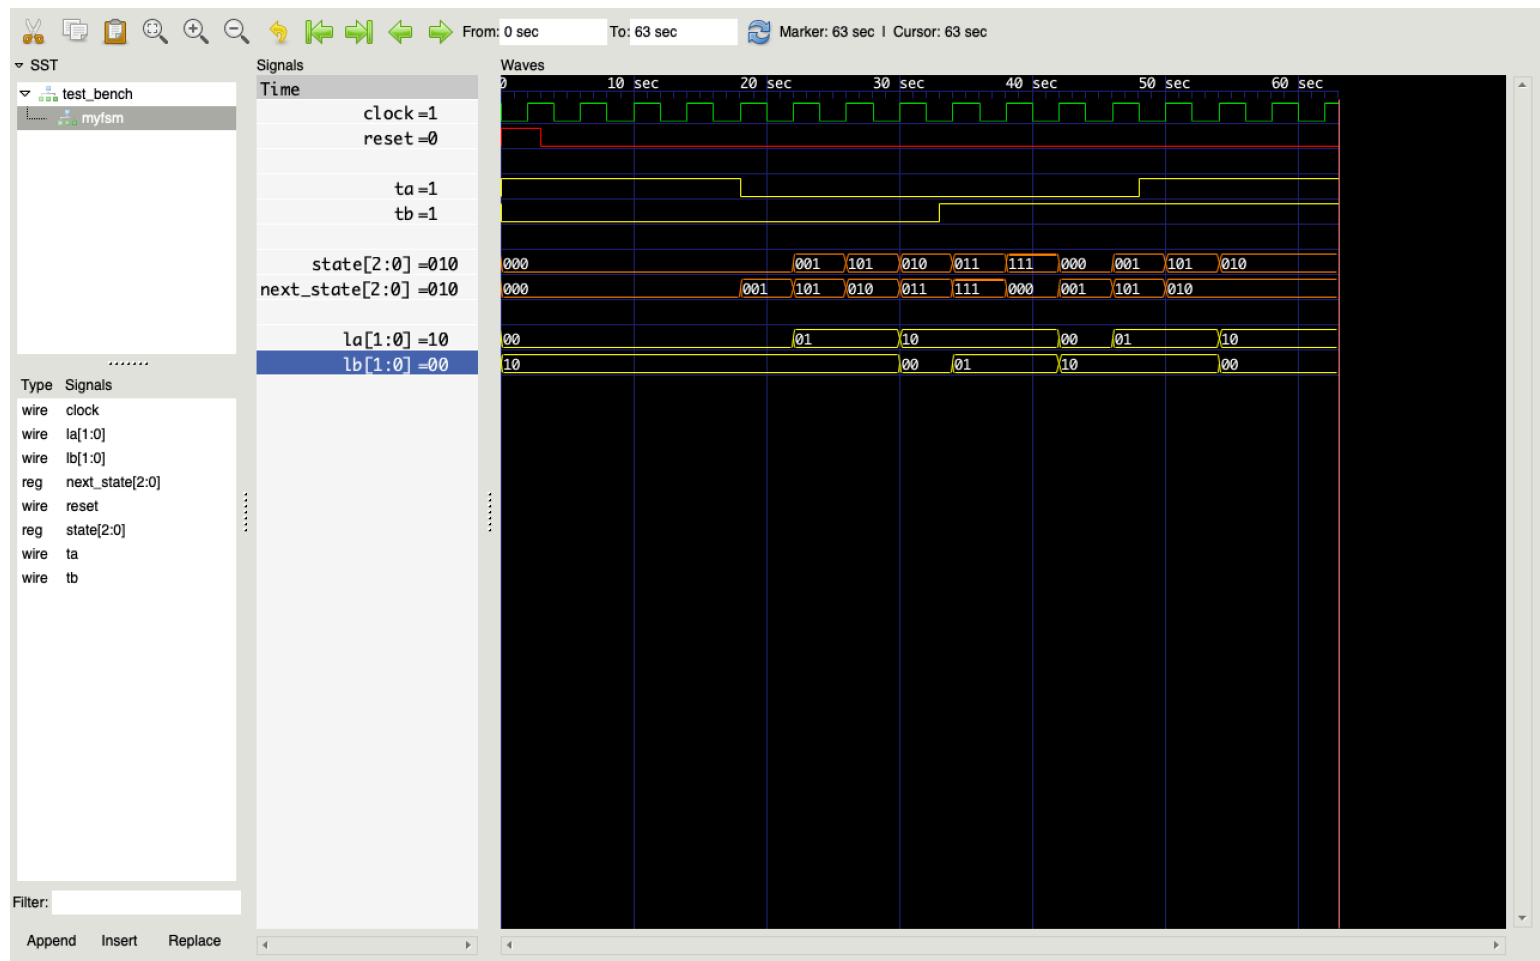 From: 0 sec To: 63 sec Marker: 63 sec | Cursor: 63 sec
SST
test_bench
myfsm
Type Signals
wire clock
wire la[1:0]
wire lb[1:0]
reg next_state[2:0]
wire reset
reg state[2:0]
wire ta
wire tb
Filter:
Append Insert Replace
Signals
Time
clock =1
reset =0
ta =1
tb =1
state[2:0] =010
next_state[2:0] =010
la[1:0] =10
lb[1:0] =00
Waves
0 10 sec 20 sec 30 sec 40 sec 50 sec 60 sec
000 001 101 010 011 111 000 001 101 010
000 001 101 010 011 111 000 001 101 010
00 01 10 00 01 10
10 00 01 10 00